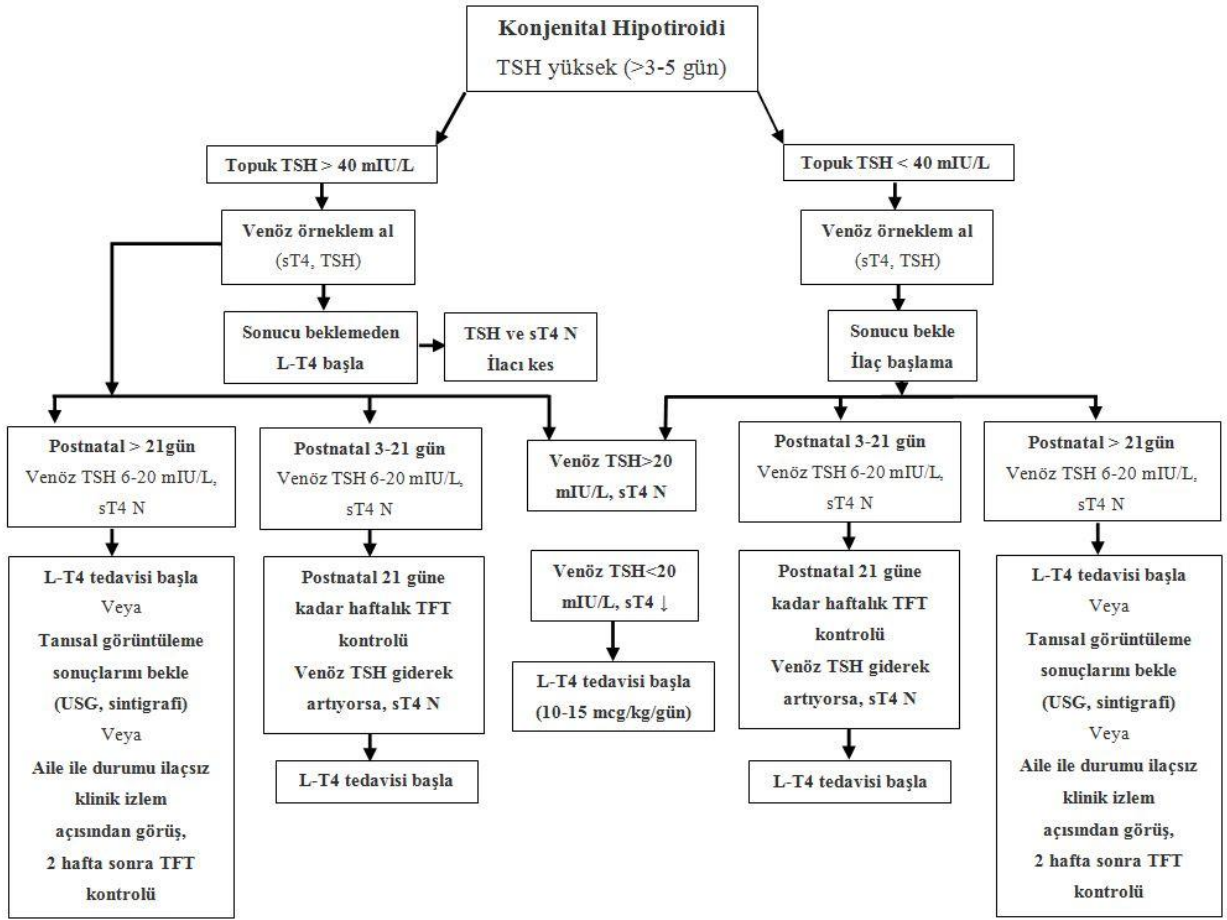 Konjenital Hipotiroidi
TSH yüksek (>3-5 gün)
Topuk TSH > 40 mIU/L
Topuk TSH < 40 mIU/L
Venöz örneklem al
(sT4, TSH)
Venöz örneklem al
(sT4, TSH)
Sonucu beklemeden
L-T4 başla
TSH ve sT4 N
İlacı kes
Sonucu bekle
İlaç başlama
Postnatal > 21gün
Venöz TSH 6-20 mIU/L,
sT4 N
Postnatal 3-21 gün
Venöz TSH 6-20 mIU/L,
sT4 N
Venöz TSH>20
mIU/L, sT4 N
Postnatal 3-21 gün
Venöz TSH 6-20 mIU/L,
sT4 N
Postnatal > 21gün
Venöz TSH 6-20 mIU/L,
sT4 N
L-T4 tedavisi başla
Veya
Tanısal görüntüleme
sonuçlarını bekle
(USG, sintigrafi)
Veya
Aile ile durumu ilaçsız
klinik izlem
açısından görüş,
2 hafta sonra TFT
kontrolü
Postnatal 21 güne
kadar haftalık TFT
kontrolü
Venöz TSH giderek
artıyorsa, sT4 N
L-T4 tedavisi başla
Venöz TSH<20
mIU/L, sT4 ↓
L-T4 tedavisi başla
(10-15 mcg/kg/gün)
Postnatal 21 güne
kadar haftalık TFT
kontrolü
Venöz TSH giderek
artıyorsa, sT4 N
L-T4 tedavisi başla
L-T4 tedavisi başla
Veya
Tanısal görüntüleme
sonuçlarını bekle
(USG, sintigrafi)
Veya
Aile ile durumu ilaçsız
klinik izlem
açısından görüş,
2 hafta sonra TFT
kontrolü